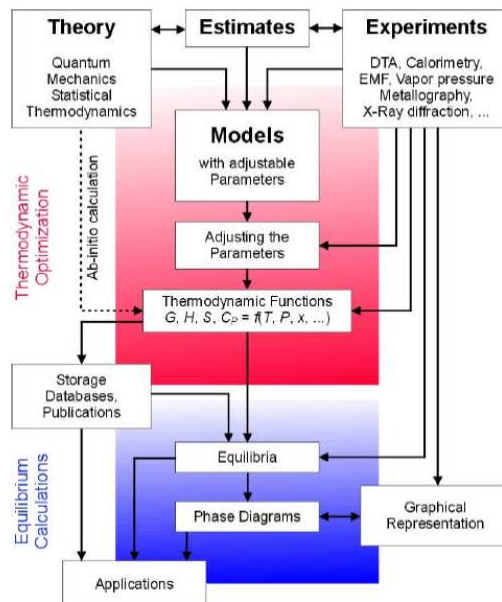 Theory
Quantum
Mechanics
Statistical
Thermodynamics
Estimates
Experiments
DTA, Calorimetry,
EMF, Vapor pressure
Metallography,
X-Ray diffraction, ...
Models
with adjustable
Parameters
Thermodynamic
Optimization
Ab-initio calculation
Adjusting the
Parameters
Thermodynamic Functions
G, H, S, CP = f(T, P, x, ...)
Storage
Databases,
Publications
Equilibrium
Calculations
Equilibria
Phase Diagrams
Graphical
Representation
Applications